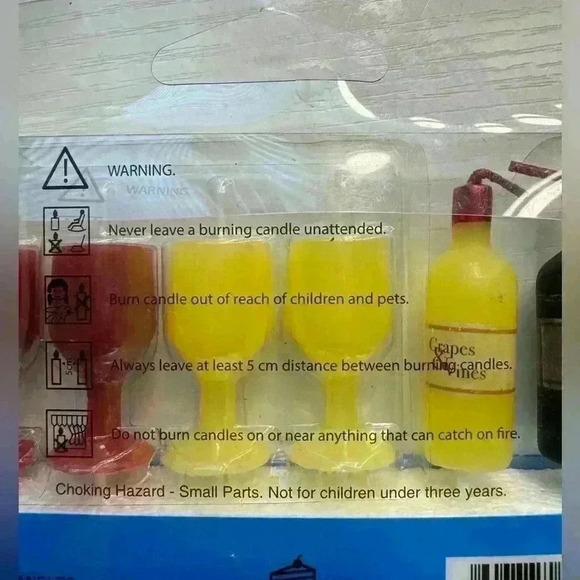 WARNING.
WARNING.
Never leave a burning candle unattended.
Burn candle out of reach of children and pets.
Always leave at least 5 cm distance between burning candles.
Grapes
& Vines
Do not burn candles on or near anything that can catch on fire.
Choking Hazard - Small Parts. Not for children under three years.